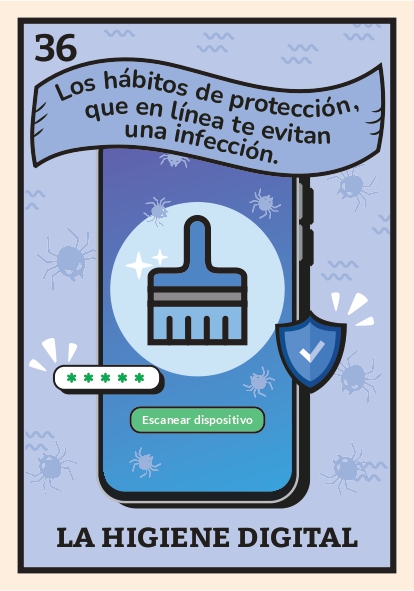 36
Los hábitos de protección,
que en línea te evitan
una infección.
*****
Escanear dispositivo
LA HIGIENE DIGITAL